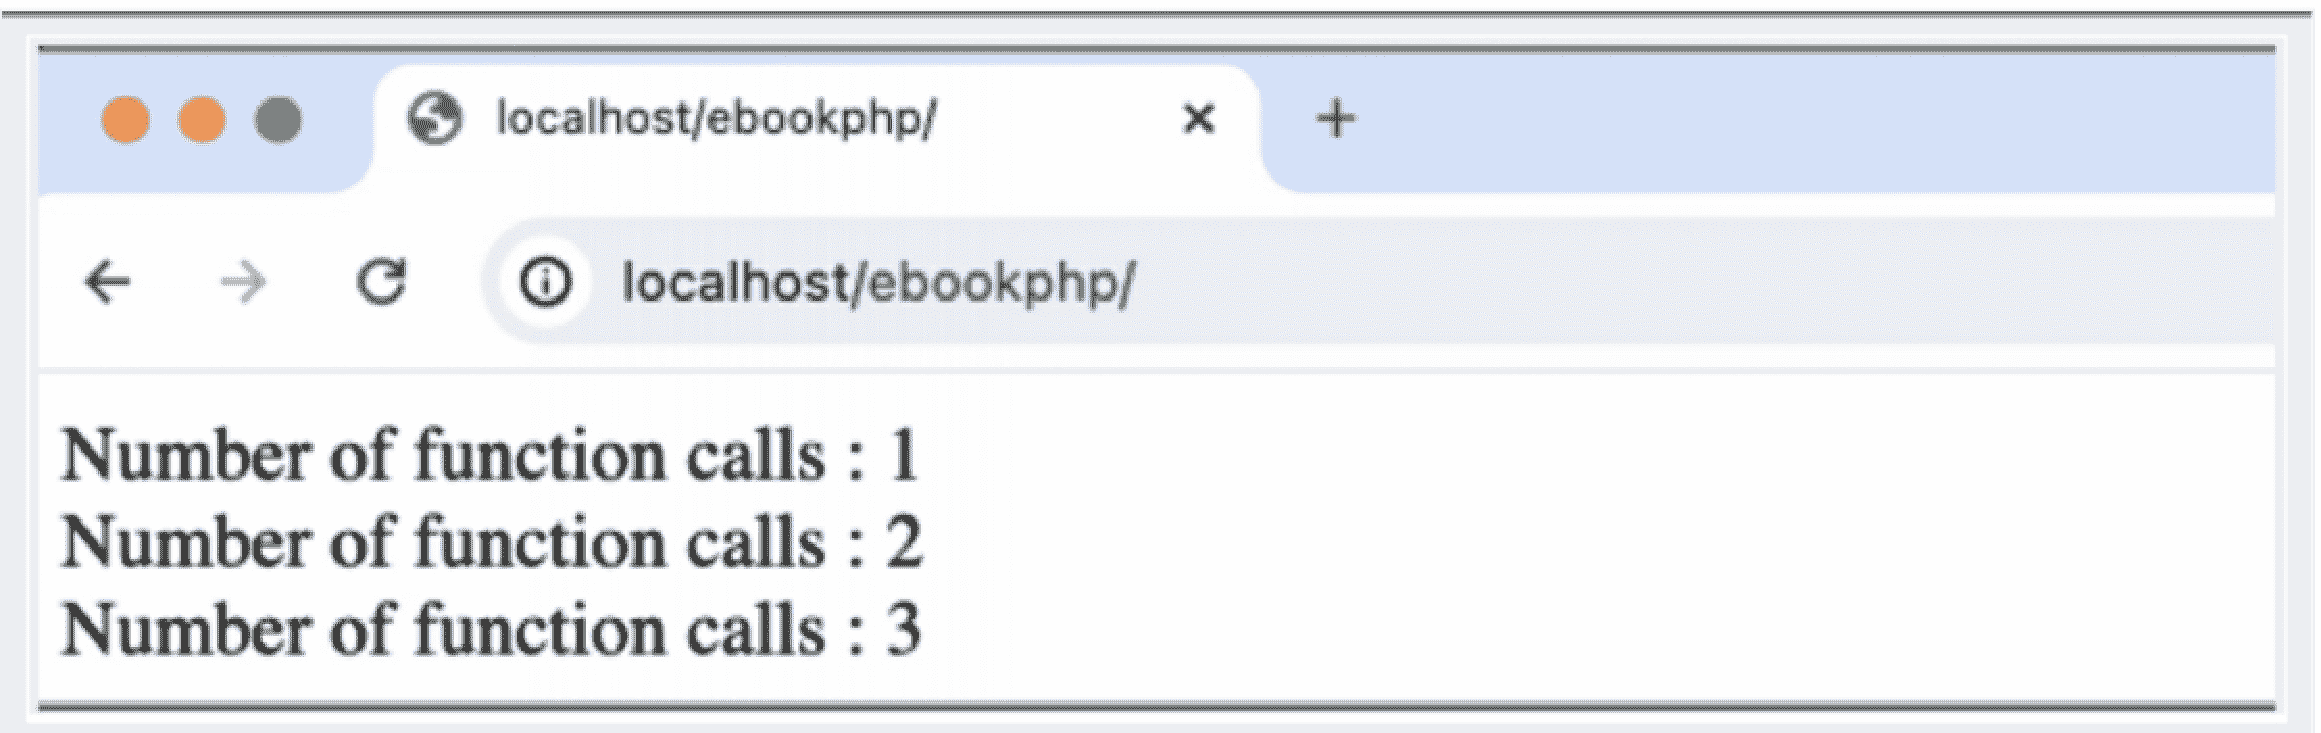 localhost/ebookphp/
localhost/ebookphp/
Number of function calls : 1
Number of function calls : 2
Number of function calls : 3